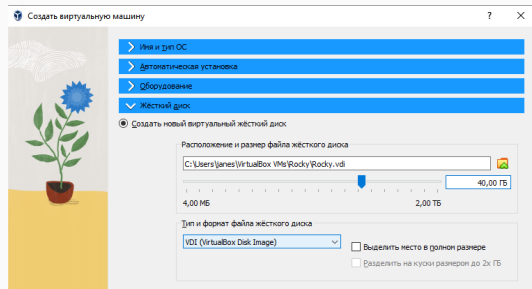 Создать виртуальную машину
Имя и тип ОС
Автоматическая установка
Оборудование
Жёсткий диск
Создать новый виртуальный жёсткий диск
Расположение и размер файла жёсткого диска
C:\Users\janes\VirtualBox VMs\Rocky\Rocky.vdi
40,00 ГБ
4,00 МБ 2,00 ТБ
Тип и формат файла жёсткого диска
VDI (VirtualBox Disk Image)
Выделить место в полном размере
Разделить на куски размером до 2х ГБ